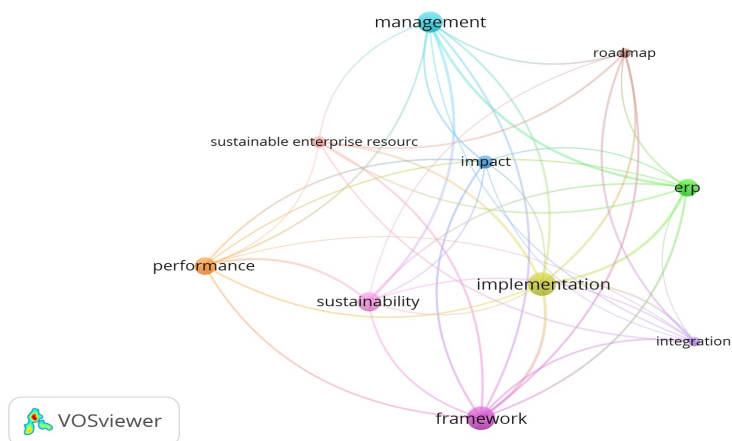 management
roadmap
sustainable enterprise resourc
impact
erp
performance
implementation
sustainability
integration
framework
VOSviewer